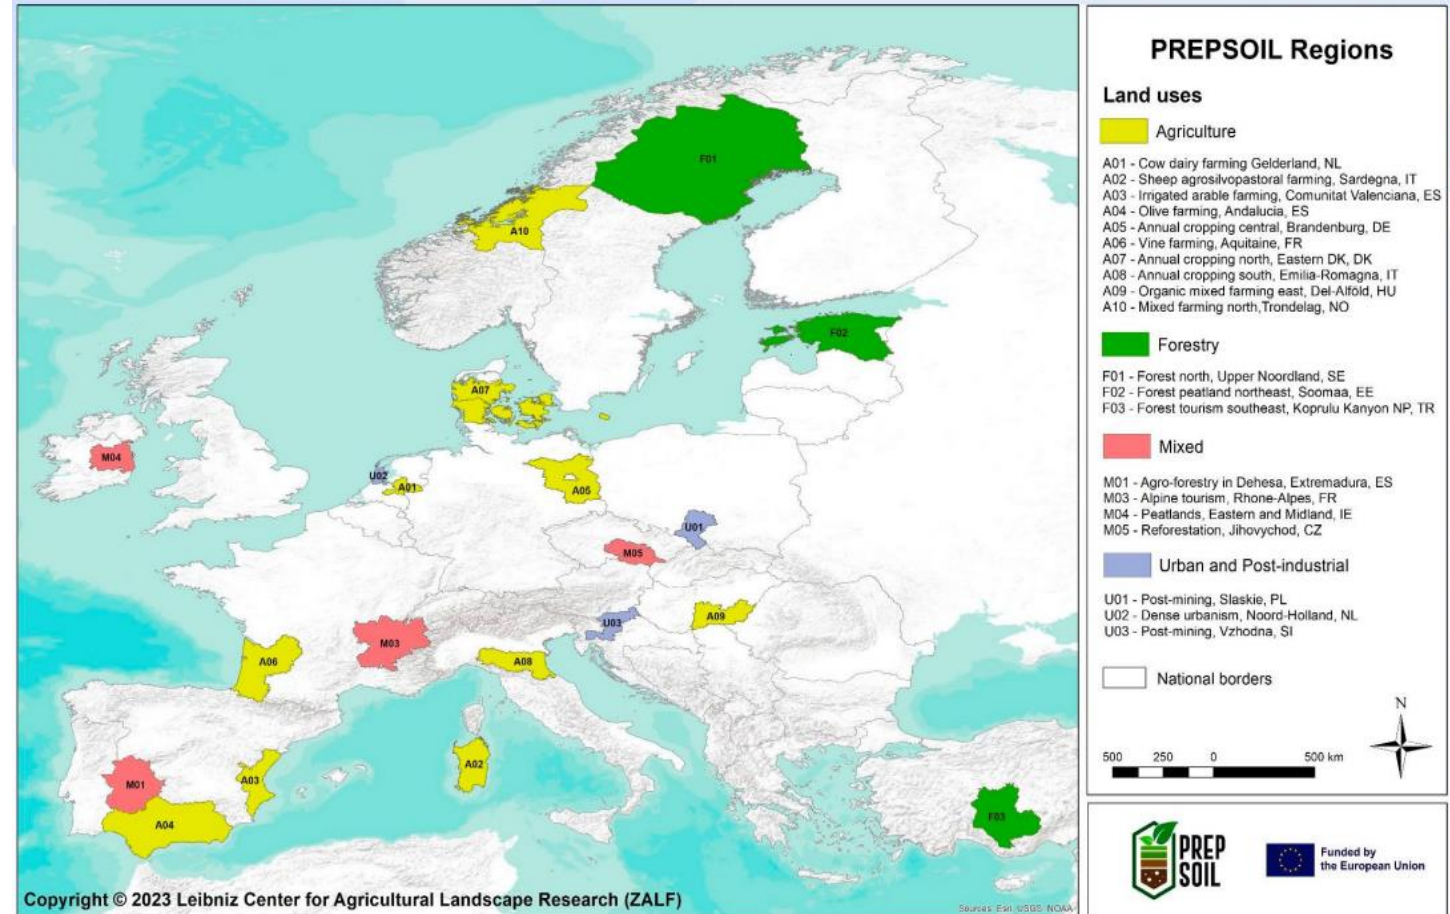 F01
A10
F02
A07
M04
U02
A01
A05
U01
M05
U03
A09
M03
A06
A08
A02
A03
M01
A04
F03
Copyright © 2023 Leibniz Center for Agricultural Landscape Research (ZALF)
Sources: Esri, USGS, NOAA
PREPSOIL Regions
Land uses
Agriculture
A01 - Cow dairy farming Gelderland, NL
A02 - Sheep agrosilvopastoral farming, Sardegna, IT
A03 - Irrigated arable farming, Comunitat Valenciana, ES
A04 - Olive farming, Andalucia, ES
A05 - Annual cropping central, Brandenburg, DE
A06 - Vine farming, Aquitaine, FR
A07 - Annual cropping north, Eastern DK, DK
A08 - Annual cropping south, Emilia-Romagna, IT
A09 - Organic mixed farming east, Del-Alföld, HU
A10 - Mixed farming north,Trondelag, NO
Forestry
F01 - Forest north, Upper Noordland, SE
F02 - Forest peatland northeast, Soomaa, EE
F03 - Forest tourism southeast, Koprulu Kanyon NP, TR
Mixed
M01 - Agro-forestry in Dehesa, Extremadura, ES
M03 - Alpine tourism, Rhone-Alpes, FR
M04 - Peatlands, Eastern and Midland, IE
M05 - Reforestation, Jihovychod, CZ
Urban and Post-industrial
U01 - Post-mining, Slaskie, PL
U02 - Dense urbanism, Noord-Holland, NL
U03 - Post-mining, Vzhodna, SI
National borders
N
500 250 0 500 km
PREP
SOIL
Funded by
the European Union